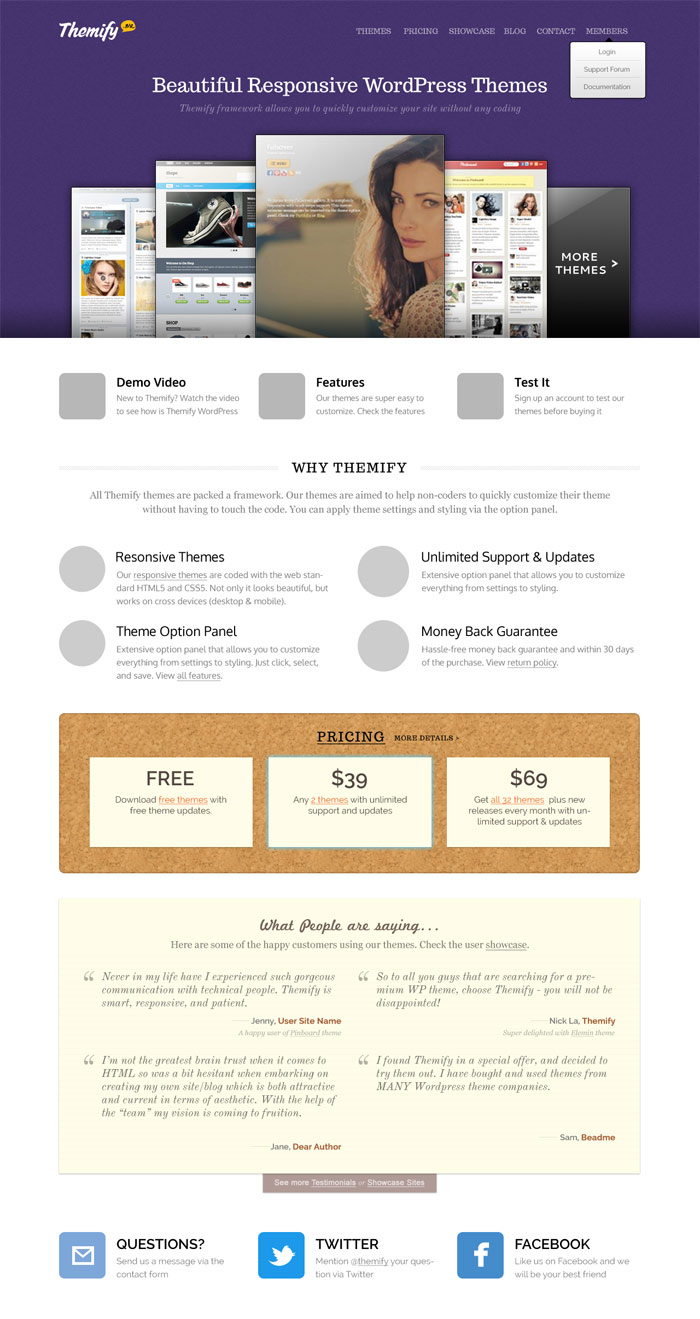 Themify
.me
THEMES PRICING SHOWCASE BLOG CONTACT MEMBERS
Login
Support Forum
Documentation
Beautiful Responsive WordPress Themes
Themify framework allows you to quickly customize your site without any coding
MORE
THEMES >
SHOP
Demo Video
New to Themify? Watch the video
to see how is Themify WordPress
Features
Our themes are super easy to
customize. Check the features
Test It
Sign up an account to test our
themes before buying it
WHY THEMIFY
All Themify themes are packed a framework. Our themes are aimed to help non-coders to quickly customize their theme
without having to touch the code. You can apply theme settings and styling via the option panel.
Resonsive Themes
Our responsive themes are coded with the web stan-
dard HTML5 and CSS5. Not only it looks beautiful, but
works on cross devices (desktop & mobile).
Unlimited Support & Updates
Extensive option panel that allows you to customize
everything from settings to styling.
Theme Option Panel
Extensive option panel that allows you to customize
everything from settings to styling. Just click, select,
and save. View all features.
Money Back Guarantee
Hassle-free money back guarantee and within 30 days
of the purchase. View return policy.
PRICING MORE DETAILS >
FREE
Download free themes with
free theme updates.
$39
Any 2 themes with unlimited
support and updates
$69
Get all 32 themes plus new
releases every month with un-
limited support & updates
What People are saying...
Here are some of the happy customers using our themes. Check the user showcase.
“ Never in my life have I experienced such gorgeous
communication with technical people. Themify is
smart, responsive, and patient.
Jenny, User Site Name
A happy user of Pinboard theme
“ So to all you guys that are searching for a pre-
mium WP theme, choose Themify - you will not be
disappointed!
Nick La, Themify
Super delighted with Elemin theme
“ I'm not the greatest brain trust when it comes to
HTML so was a bit hesitant when embarking on
creating my own site/blog which is both attractive
and current in terms of aesthetic. With the help of
the “team” my vision is coming to fruition.
Jane, Dear Author
“ I found Themify in a special offer, and decided to
try them out. I have bought and used themes from
MANY Wordpress theme companies.
Sam, Beadme
See more Testimonials or Showcase Sites
QUESTIONS?
Send us a message via the
contact form
TWITTER
Mention @themify your ques-
tion via Twitter
FACEBOOK
Like us on Facebook and we
will be your best friend